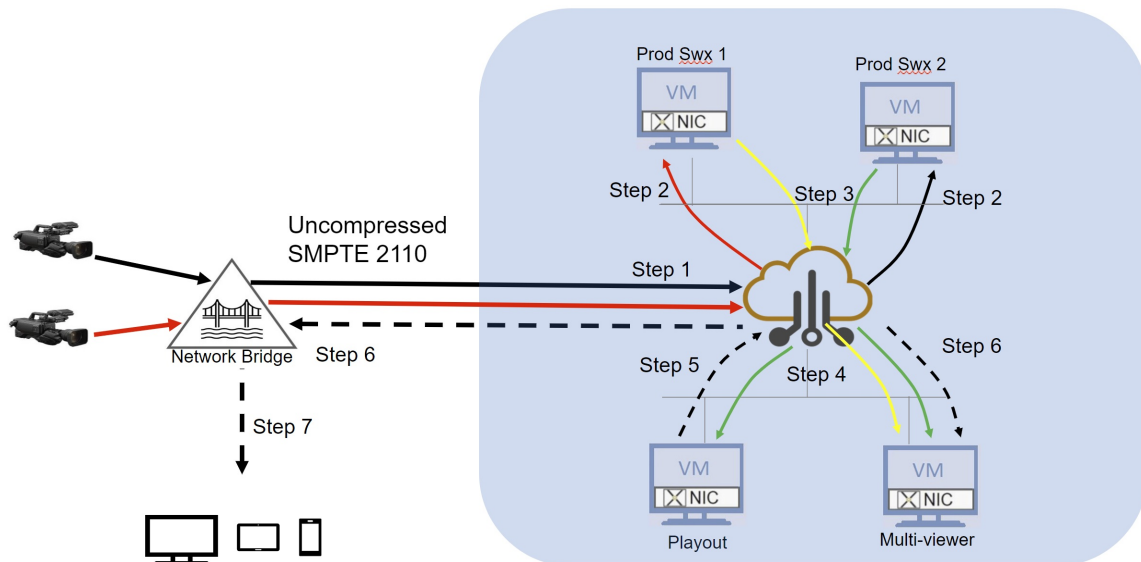 Prod Swx 1
Prod Swx 2
VM
NIC
VM
NIC
Step 2
Step 3
Step 2
Uncompressed
SMPTE 2110
Step 1
Network Bridge
Step 6
Step 5
Step 4
Step 6
Step 7
VM
NIC
VM
NIC
Playout
Multi-viewer